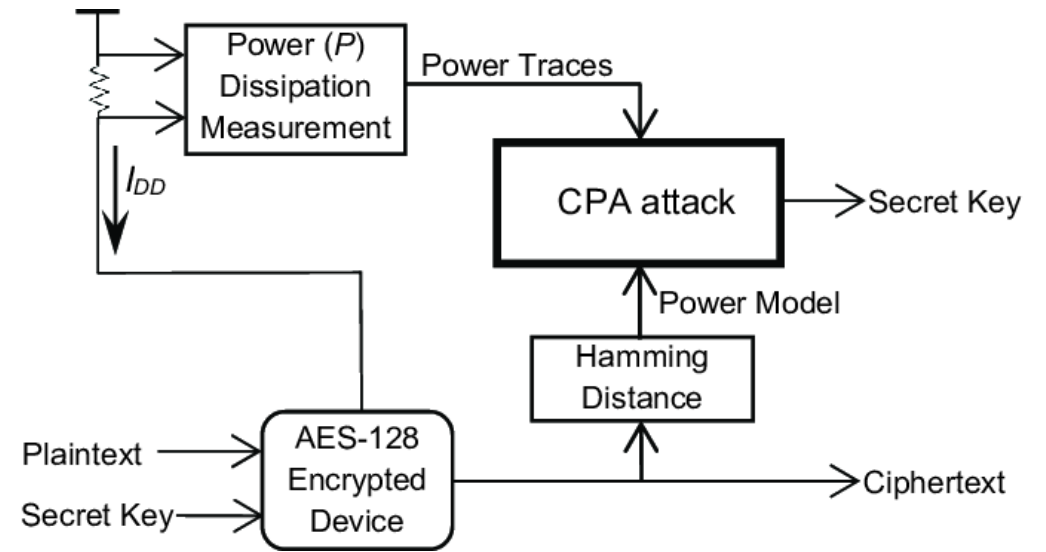 Power (P)
Dissipation
Measurement
Power Traces
I_DD
CPA attack
Secret Key
Power Model
Hamming
Distance
Plaintext
Secret Key
AES-128
Encrypted
Device
Ciphertext